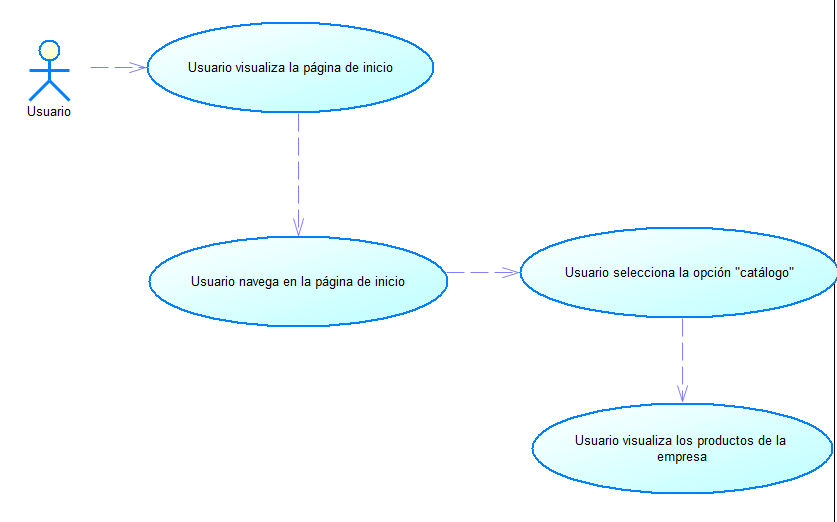 Usuario visualiza la página de inicio
Usuario
Usuario navega en la página de inicio
Usuario selecciona la opción "catálogo"
Usuario visualiza los productos de la
empresa